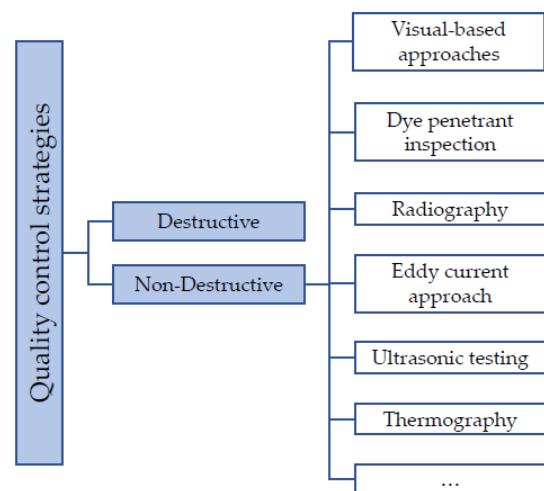 Quality control strategies
Destructive
Non-Destructive
Visual-based
approaches
Dye penetrant
inspection
Radiography
Eddy current
approach
Ultrasonic testing
Thermography
…